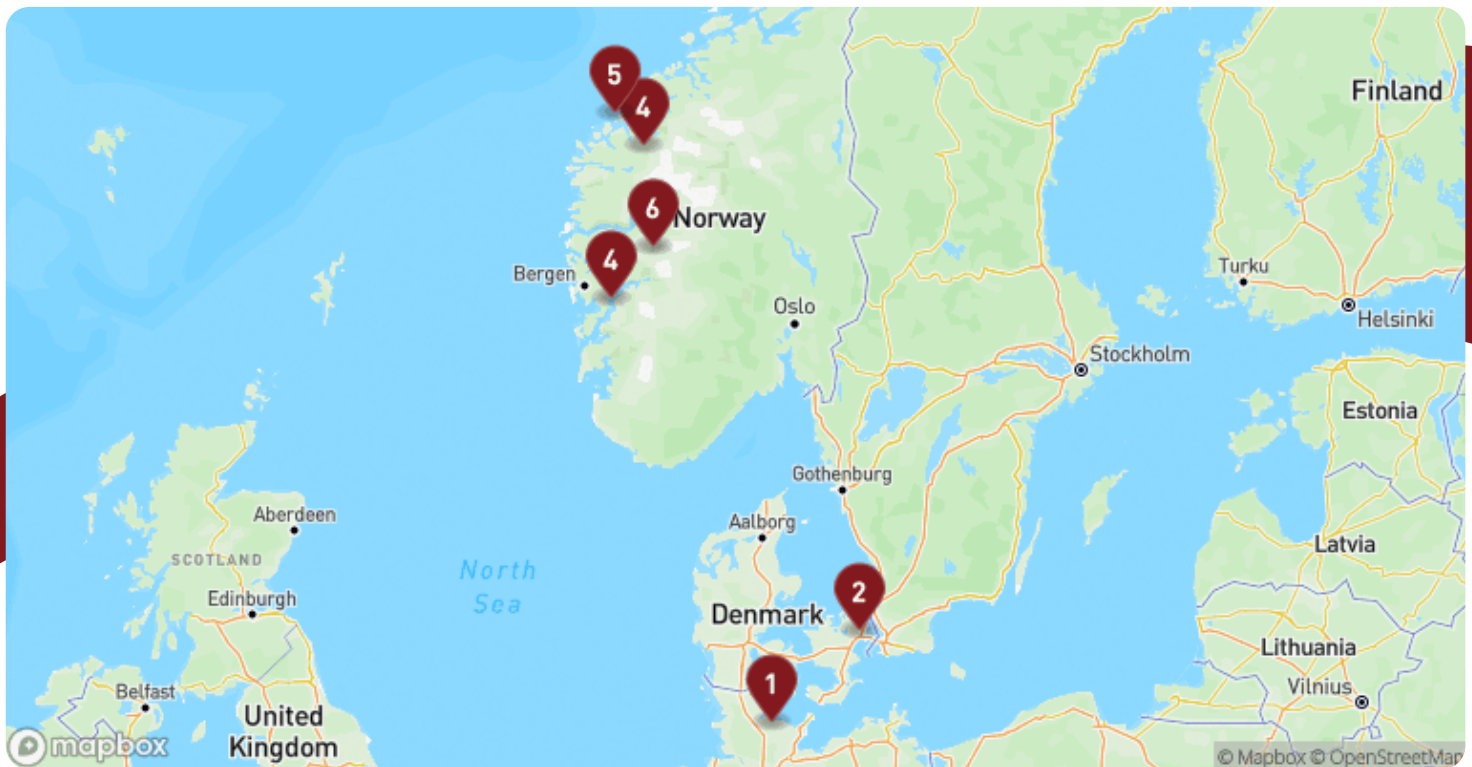 5
4
Finland
6
Norway
4
Bergen
Turku
Oslo
Helsinki
Stockholm
Estonia
Gothenburg
Aberdeen
Aalborg
SCOTLAND
Latvia
North
Sea
Edinburgh
2
Denmark
Lithuania
1
Vilnius
Belfast
United
Kingdom
mapbox
© Mapbox © OpenStreetMap